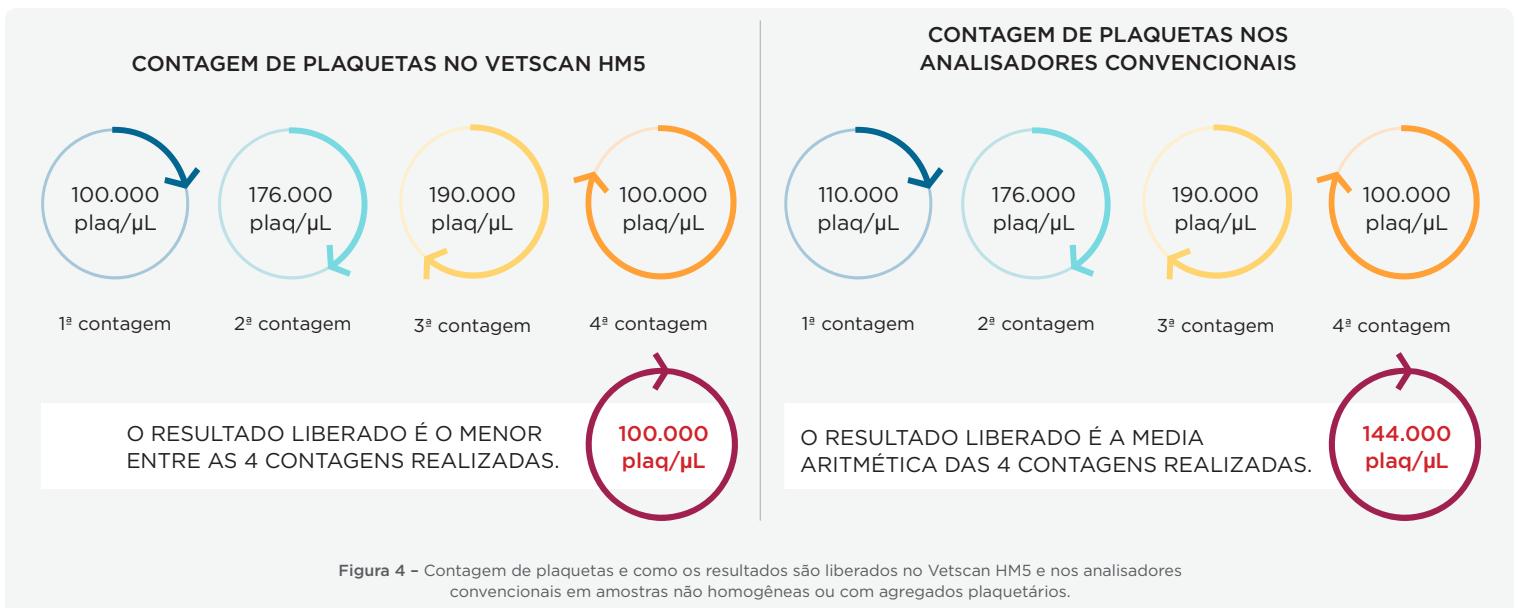 CONTAGEM DE PLAQUETAS NO VETSCAN HM5
100.000
plaq/µL
176.000
plaq/µL
190.000
plaq/µL
100.000
plaq/µL
1ª contagem
2ª contagem
3ª contagem
4ª contagem
O RESULTADO LIBERADO É O MENOR
ENTRE AS 4 CONTAGENS REALIZADAS.
100.000
plaq/µL
CONTAGEM DE PLAQUETAS NOS
ANALISADORES CONVENCIONAIS
110.000
plaq/µL
176.000
plaq/µL
190.000
plaq/µL
100.000
plaq/µL
1ª contagem
2ª contagem
3ª contagem
4ª contagem
O RESULTADO LIBERADO É A MEDIA
ARITMÉTICA DAS 4 CONTAGENS REALIZADAS.
144.000
plaq/µL
Figura 4 – Contagem de plaquetas e como os resultados são liberados no Vetscan HM5 e nos analisadores
convencionais em amostras não homogêneas ou com agregados plaquetários.